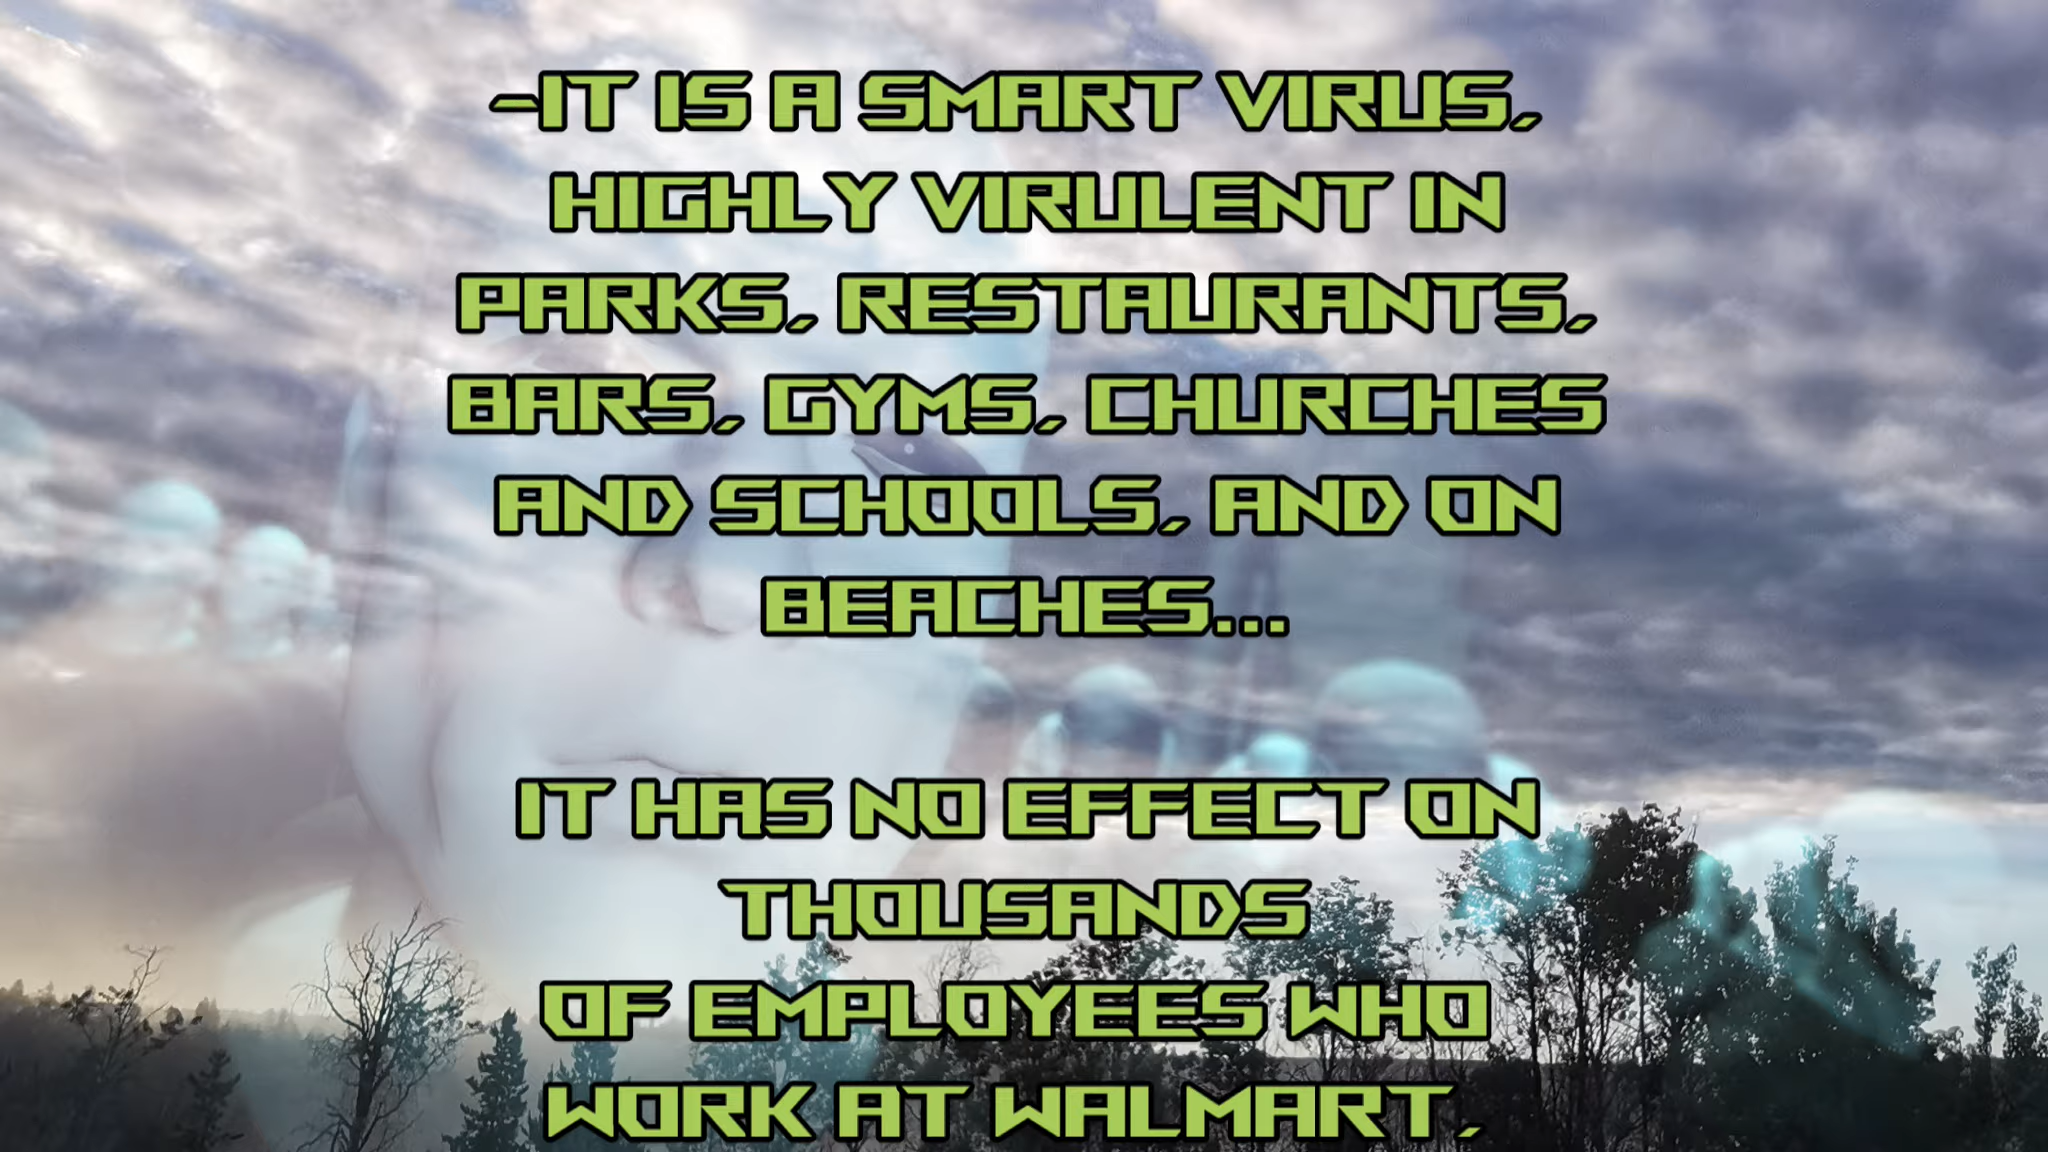 -IT IS A SMART VIRUS,
HIGHLY VIRULENT IN
PARKS, RESTAURANTS,
BARS, GYMS, CHURCHES
AND SCHOOLS, AND ON
BEACHES...
IT HAS NO EFFECT ON
THOUSANDS
OF EMPLOYEES WHO
WORK AT WALMART,